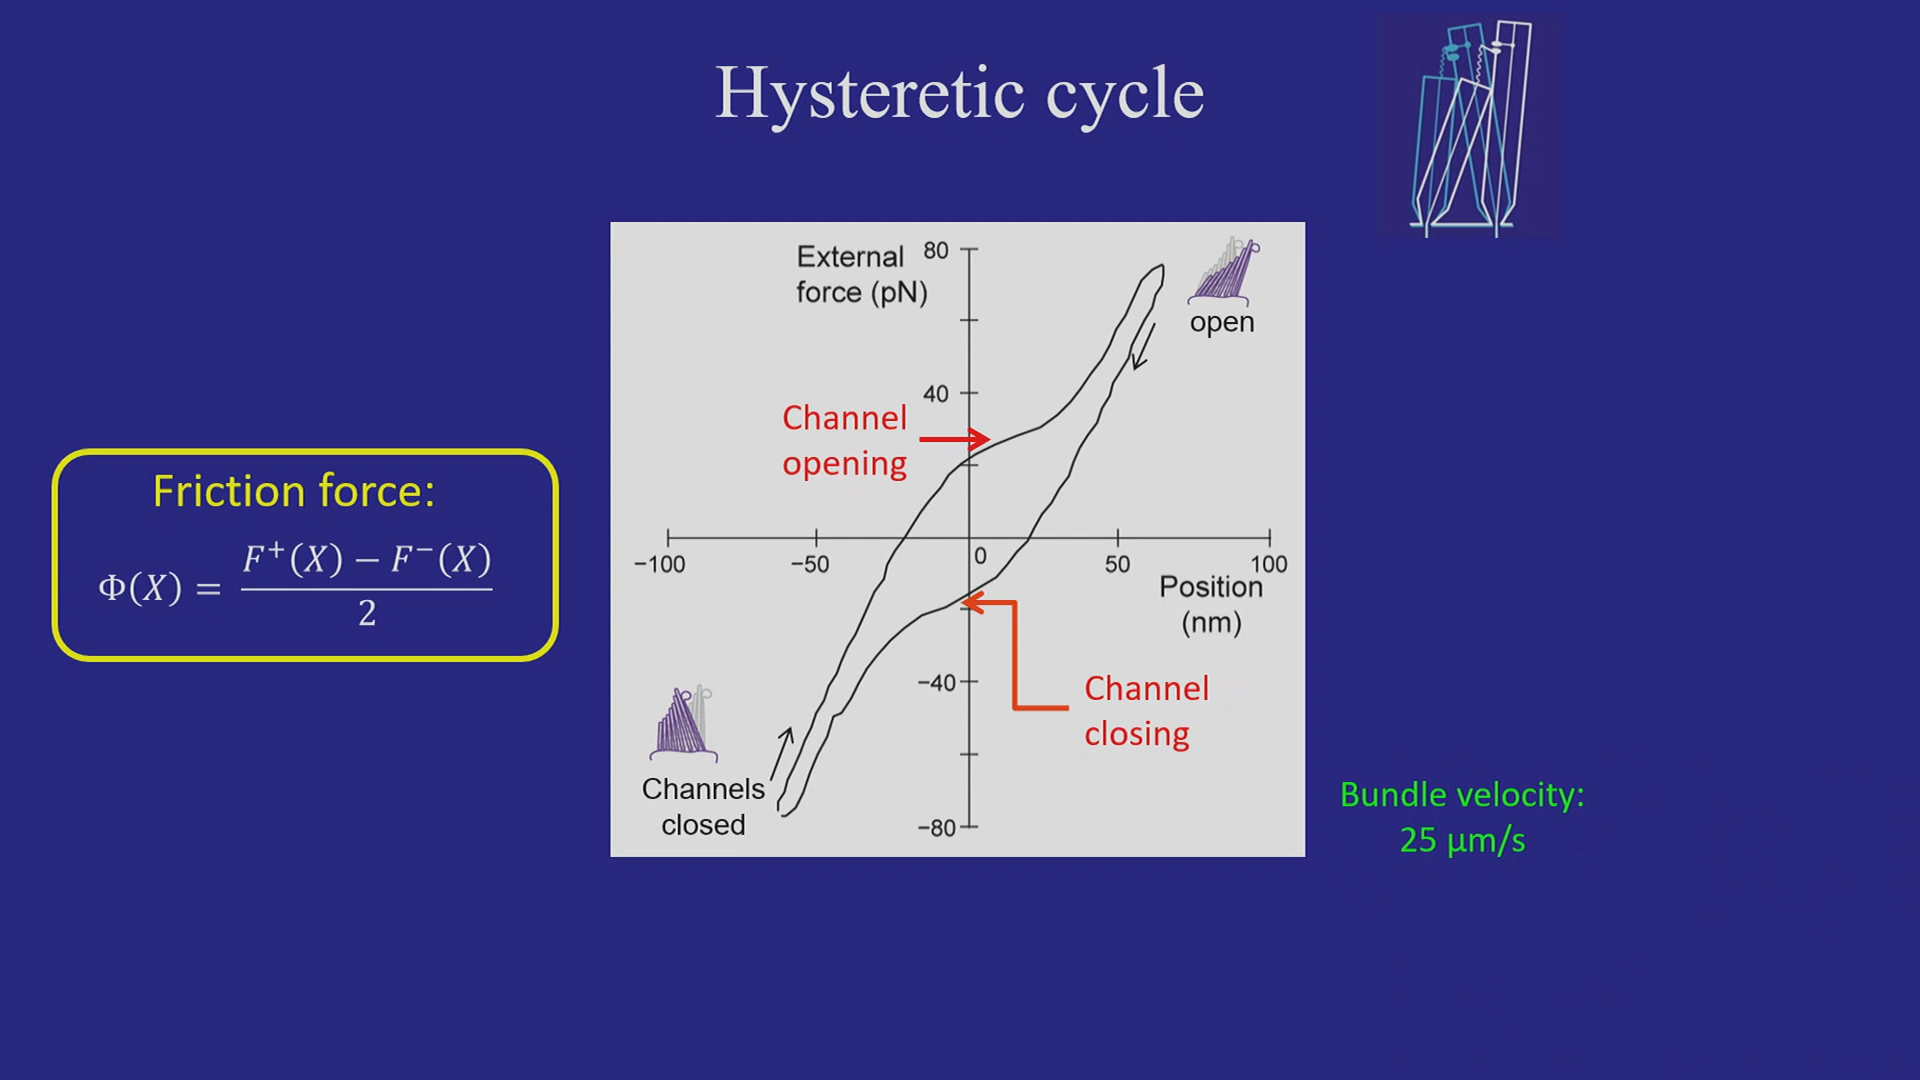 Hysteretic cycle
External
force (pN)
80
open
40
Channel
opening
Friction force:
Φ(X) = F⁺(X) − F⁻(X)
2
−100
−50
0
50
100
Position
(nm)
−40
Channel
closing
Channels
closed
−80
Bundle velocity:
25 µm/s